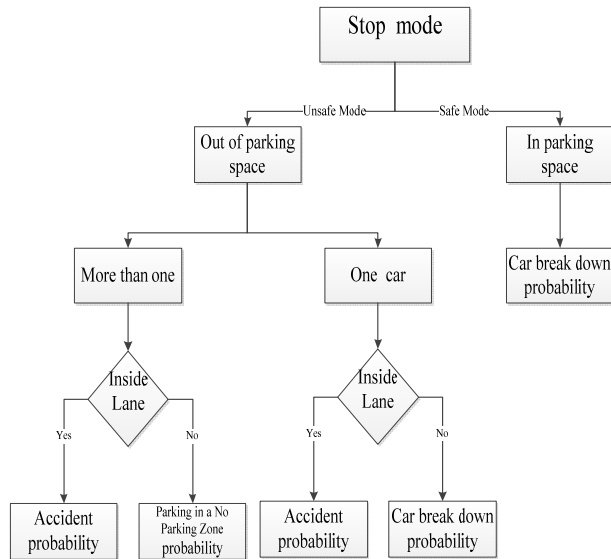 Stop mode
Unsafe Mode
Safe Mode
Out of parking
space
In parking
space
More than one
One car
Car break down
probability
Inside
Lane
Inside
Lane
Yes
No
Yes
No
Accident
probability
Parking in a No
Parking Zone
probability
Accident
probability
Car break down
probability